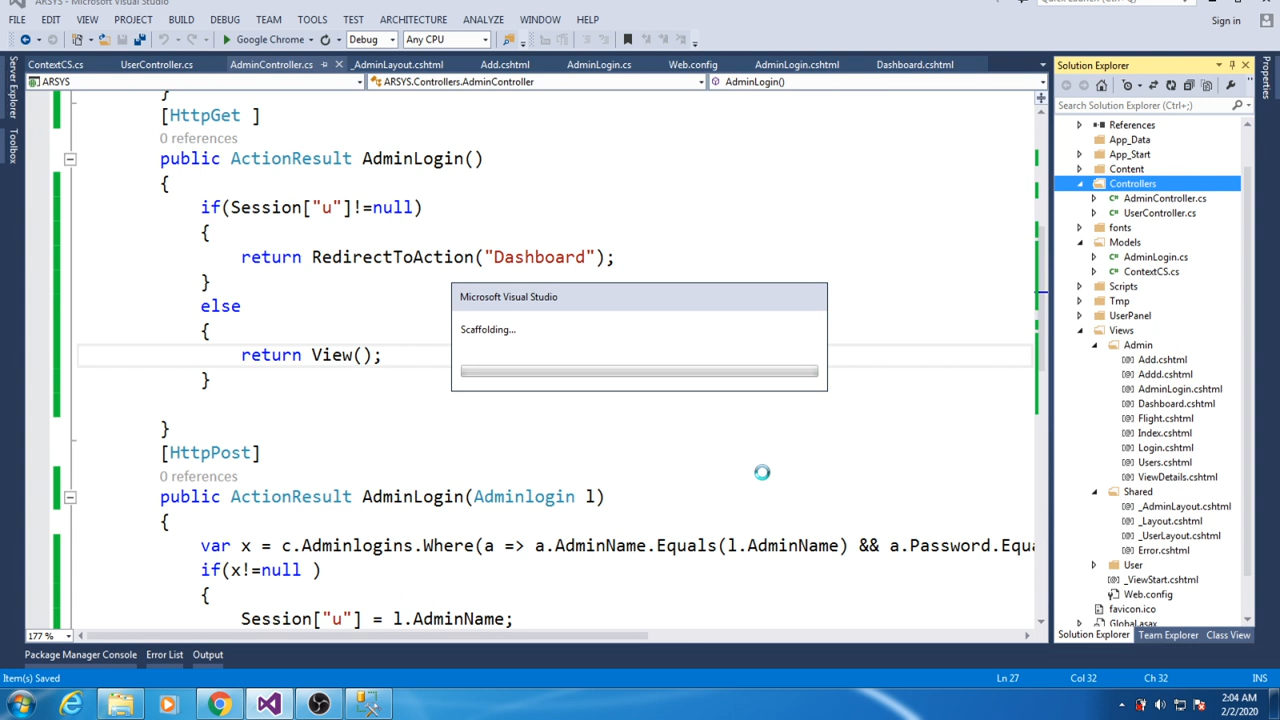 ARSYS - Microsoft Visual Studio
Quick Launch (Ctrl+Q)
FILE EDIT VIEW PROJECT BUILD DEBUG TEAM TOOLS TEST ARCHITECTURE ANALYZE WINDOW HELP
Sign in
Google Chrome Debug Any CPU
ContextCS.cs UserController.cs AdminController.cs _AdminLayout.cshtml Add.cshtml AdminLogin.cs Web.config AdminLogin.cshtml Dashboard.cshtml
ARSYS ARSYS.Controllers.AdminController AdminLogin()
Server Explorer
Toolbox
}
[HttpGet ]
0 references
public ActionResult AdminLogin()
{
if(Session["u"]!=null)
{
return RedirectToAction("Dashboard");
}
else
{
return View();
}
}
[HttpPost]
0 references
public ActionResult AdminLogin(Adminlogin l)
{
var x = c.Adminlogins.Where(a => a.AdminName.Equals(l.AdminName) && a.Password.Equa
if(x!=null )
{
Session["u"] = l.AdminName;
Microsoft Visual Studio
Scaffolding...
177 %
Solution Explorer
Search Solution Explorer (Ctrl+;)
References
App_Data
App_Start
Content
Controllers
C# AdminController.cs
C# UserController.cs
fonts
Models
C# AdminLogin.cs
C# ContextCS.cs
Scripts
Tmp
UserPanel
Views
Admin
[@] Add.cshtml
[@] Addd.cshtml
[@] AdminLogin.cshtml
[@] Dashboard.cshtml
[@] Flight.cshtml
[@] Index.cshtml
[@] Login.cshtml
[@] Users.cshtml
[@] ViewDetails.cshtml
Shared
[@] _AdminLayout.cshtml
[@] _Layout.cshtml
[@] _UserLayout.cshtml
[@] Error.cshtml
User
[@] _ViewStart.cshtml
Web.config
favicon.ico
Global.asax
Solution Explorer Team Explorer Class View
Properties
Package Manager Console Error List Output
Item(s) Saved Ln 27 Col 32 Ch 32 INS
2:04 AM
2/2/2020